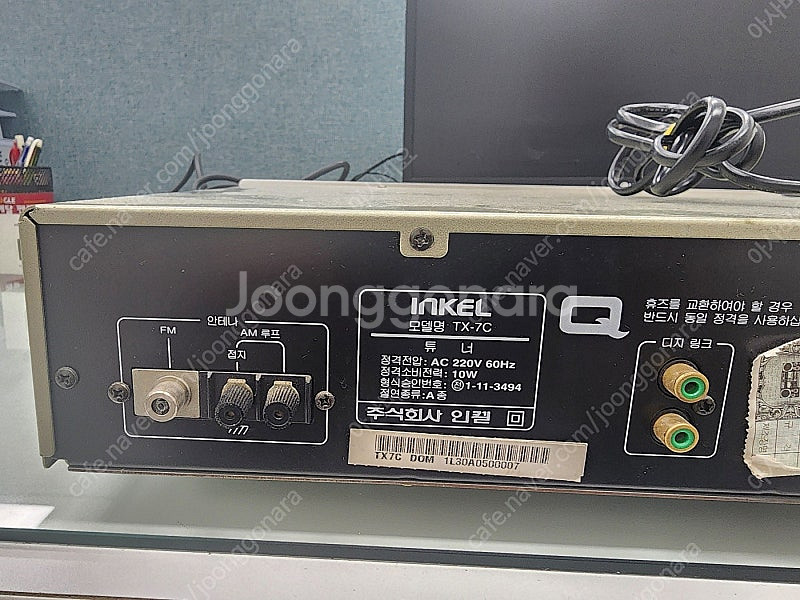 안테나
FM
AM 루프
접지
INKEL
모델명 TX-7C
튜 너
정격전압: AC 220V 60Hz
정격소비전력: 10W
형식승인번호: 전 1-11-3494
절연종류: A 종
주식회사 인켈
TX7C DOM 1L30A0500007
Q
휴즈를 교환하여야 할 경우
반드시 동일 정격을 사용하십
디지 링크
Joonggonara
cafe.naver.com/joonggonara